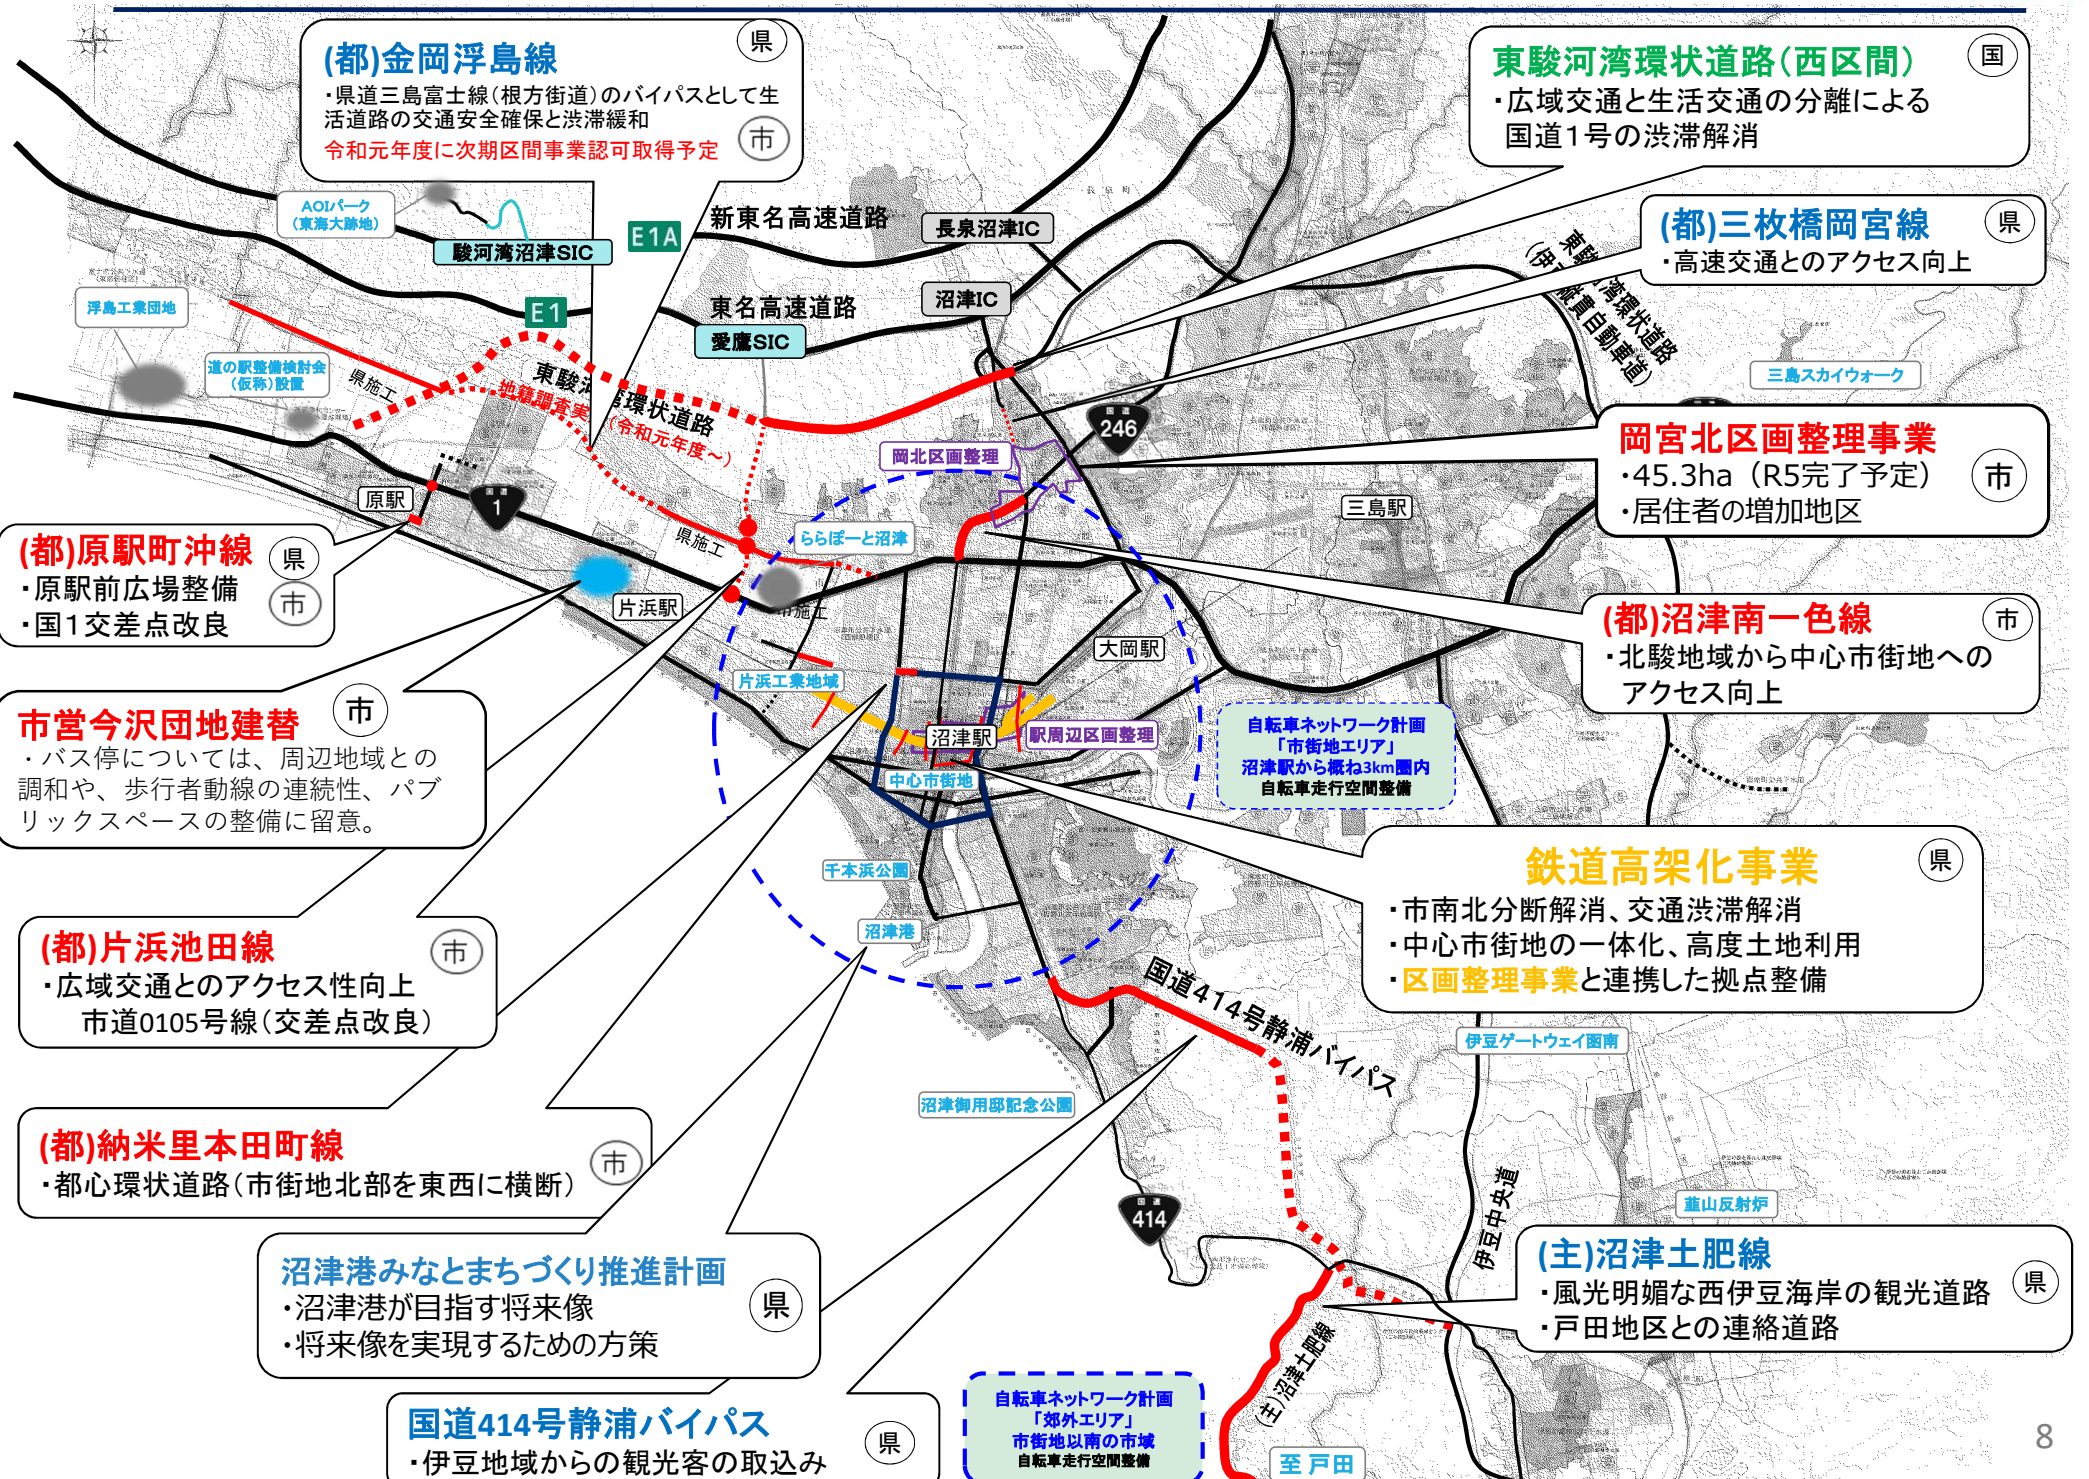 (都)金岡浮島線
県
・県道三島富士線(根方街道)のバイパスとして生
活道路の交通安全確保と渋滞緩和
市
令和元年度に次期区間事業認可取得予定
東駿河湾環状道路(西区間)
国
・広域交通と生活交通の分離による
国道1号の渋滞解消
(都)三枚橋岡宮線
県
・高速交通とのアクセス向上
AOIパーク
(東海大跡地)
駿河湾沼津SIC
E1A
新東名高速道路
長泉沼津IC
長泉町
浮島工業団地
E1
東名高速道路
沼津IC
愛鷹SIC
東駿河湾環状道路
(伊豆縦貫自動車道)
道の駅整備検討会
(仮称)設置
県施工
東駿河湾環状道路
地籍調査実
(令和元年度～)
三島スカイウォーク
国道
246
岡宮北区画整理事業
・45.3ha(R5完了予定)
市
・居住者の増加地区
岡北区画整理
三島駅
原駅
国道
1
県施工
ららぽーと沼津
(都)原駅町沖線
県
・原駅前広場整備
市
・国1交差点改良
片浜駅
市施工
大岡駅
(都)沼津南一色線
市
・北駿地域から中心市街地への
アクセス向上
片浜工業地域
沼津駅
駅周辺区画整理
中心市街地
自転車ネットワーク計画
「市街地エリア」
沼津駅から概ね3km圏内
自転車走行空間整備
市営今沢団地建替
市
・バス停については、周辺地域との
調和や、歩行者動線の連続性、パブ
リックスペースの整備に留意。
千本浜公園
沼津港
鉄道高架化事業
県
・市南北分断解消、交通渋滞解消
・中心市街地の一体化、高度土地利用
・区画整理事業と連携した拠点整備
(都)片浜池田線
市
・広域交通とのアクセス性向上
市道0105号線(交差点改良)
国道414号静浦バイパス
伊豆ゲートウェイ函南
沼津御用邸記念公園
(都)納米里本田町線
市
・都心環状道路(市街地北部を東西に横断)
国道
414
伊豆中央道
韮山反射炉
沼津港みなとまちづくり推進計画
県
・沼津港が目指す将来像
・将来像を実現するための方策
(主)沼津土肥線
県
・風光明媚な西伊豆海岸の観光道路
・戸田地区との連絡道路
(主)沼津土肥線
国道414号静浦バイパス
県
・伊豆地域からの観光客の取込み
自転車ネットワーク計画
「郊外エリア」
市街地以南の市域
自転車走行空間整備
至 戸田
8